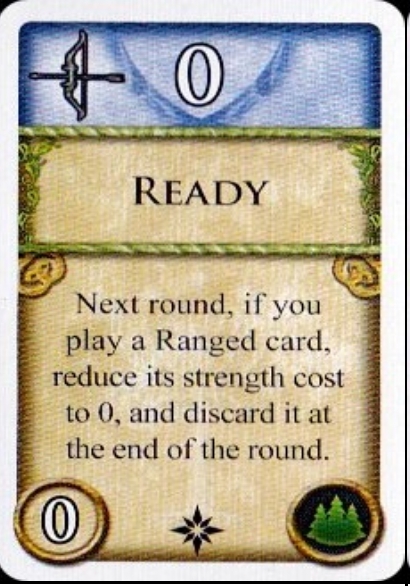 0
READY
Next round, if you
play a Ranged card,
reduce its strength cost
to 0, and discard it at
the end of the round.
0